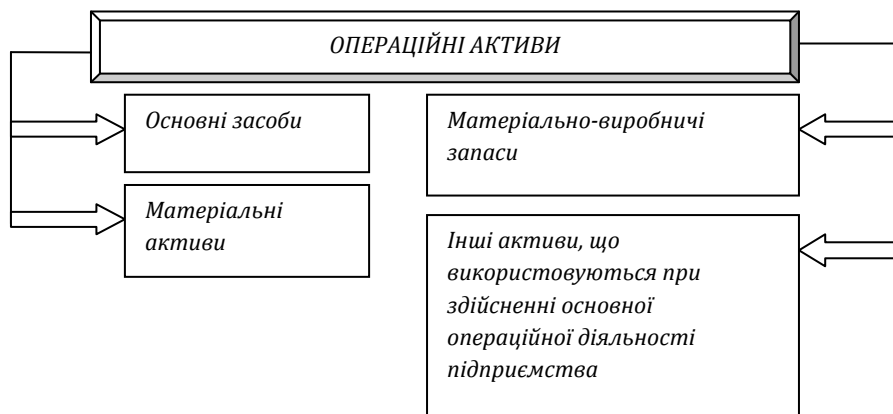 ОПЕРАЦІЙНІ АКТИВИ
Основні засоби
Матеріальні
активи
Матеріально-виробничі
запаси
Інші активи, що
використовуються при
здійсненні основної
операційної діяльності
підприємства